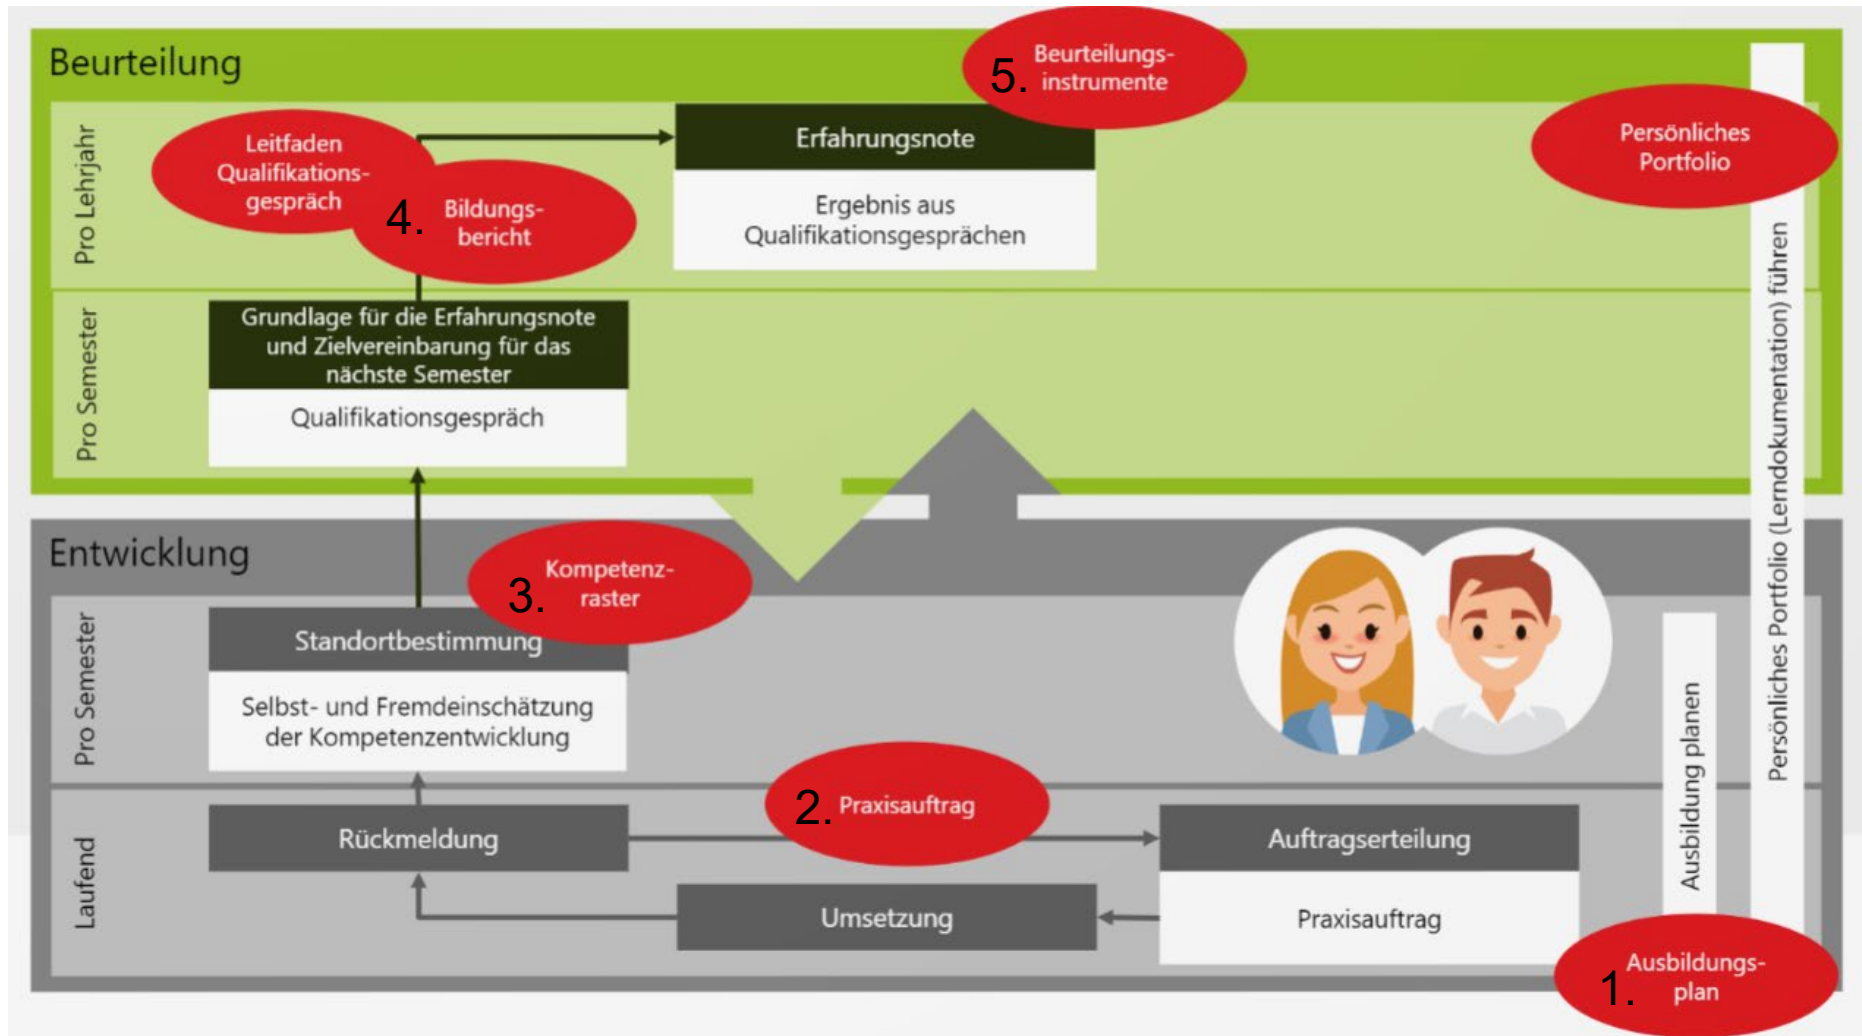 Beurteilung
5. Beurteilungs-
instrumente
Pro Lehrjahr
Leitfaden
Qualifikations-
gespräch
4. Bildungs-
bericht
Erfahrungsnote
Ergebnis aus
Qualifikationsgesprächen
Persönliches
Portfolio
Pro Semester
Grundlage für die Erfahrungsnote
und Zielvereinbarung für das
nächste Semester
Qualifikationsgespräch
Persönliches Portfolio (Lerndokumentation) führen
Entwicklung
3. Kompetenz-
raster
Pro Semester
Standortbestimmung
Selbst- und Fremdeinschätzung
der Kompetenzentwicklung
Ausbildung planen
Laufend
Rückmeldung
2. Praxisauftrag
Auftragserteilung
Praxisauftrag
Umsetzung
1. Ausbildungs-
plan